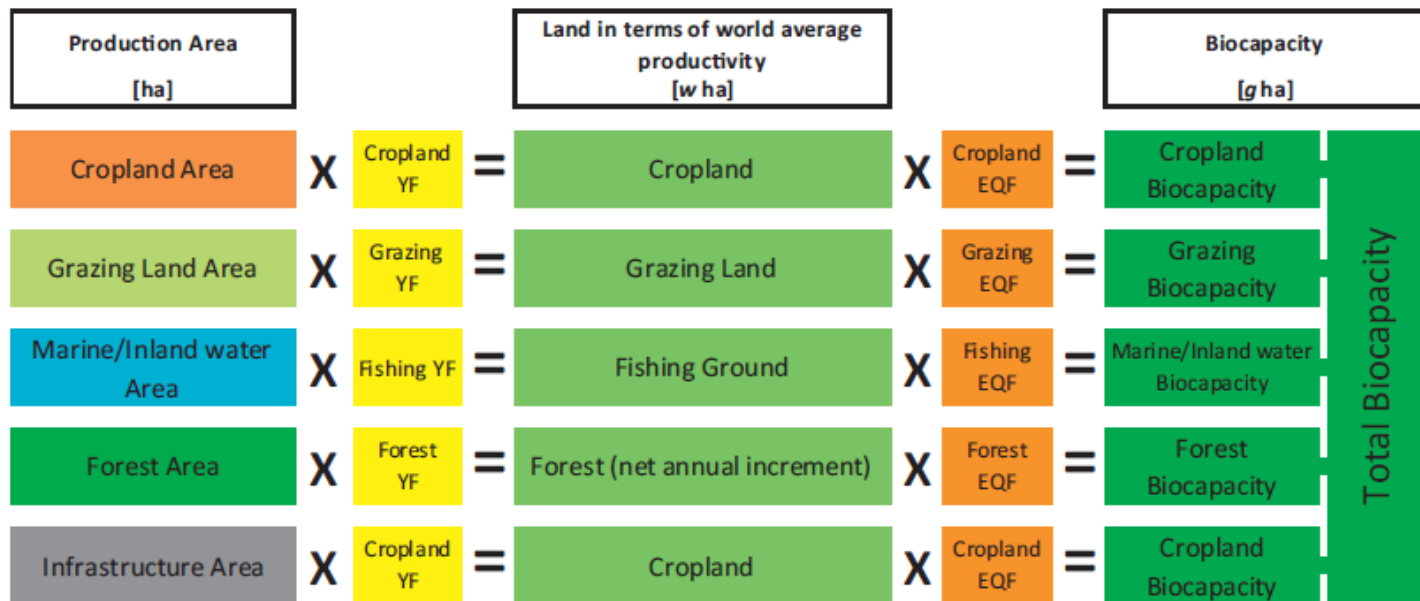 Production Area
[ha]
Land in terms of world average
productivity
[w ha]
Biocapacity
[g ha]
Cropland Area
X
Cropland
YF
=
Cropland
X
Cropland
EQF
=
Cropland
Biocapacity
Grazing Land Area
X
Grazing
YF
=
Grazing Land
X
Grazing
EQF
=
Grazing
Biocapacity
Marine/Inland water
Area
X
Fishing YF
=
Fishing Ground
X
Fishing
EQF
=
Marine/Inland water
Biocapacity
Forest Area
X
Forest
YF
=
Forest (net annual increment)
X
Forest
EQF
=
Forest
Biocapacity
Infrastructure Area
X
Cropland
YF
=
Cropland
X
Cropland
EQF
=
Cropland
Biocapacity
Total Biocapacity